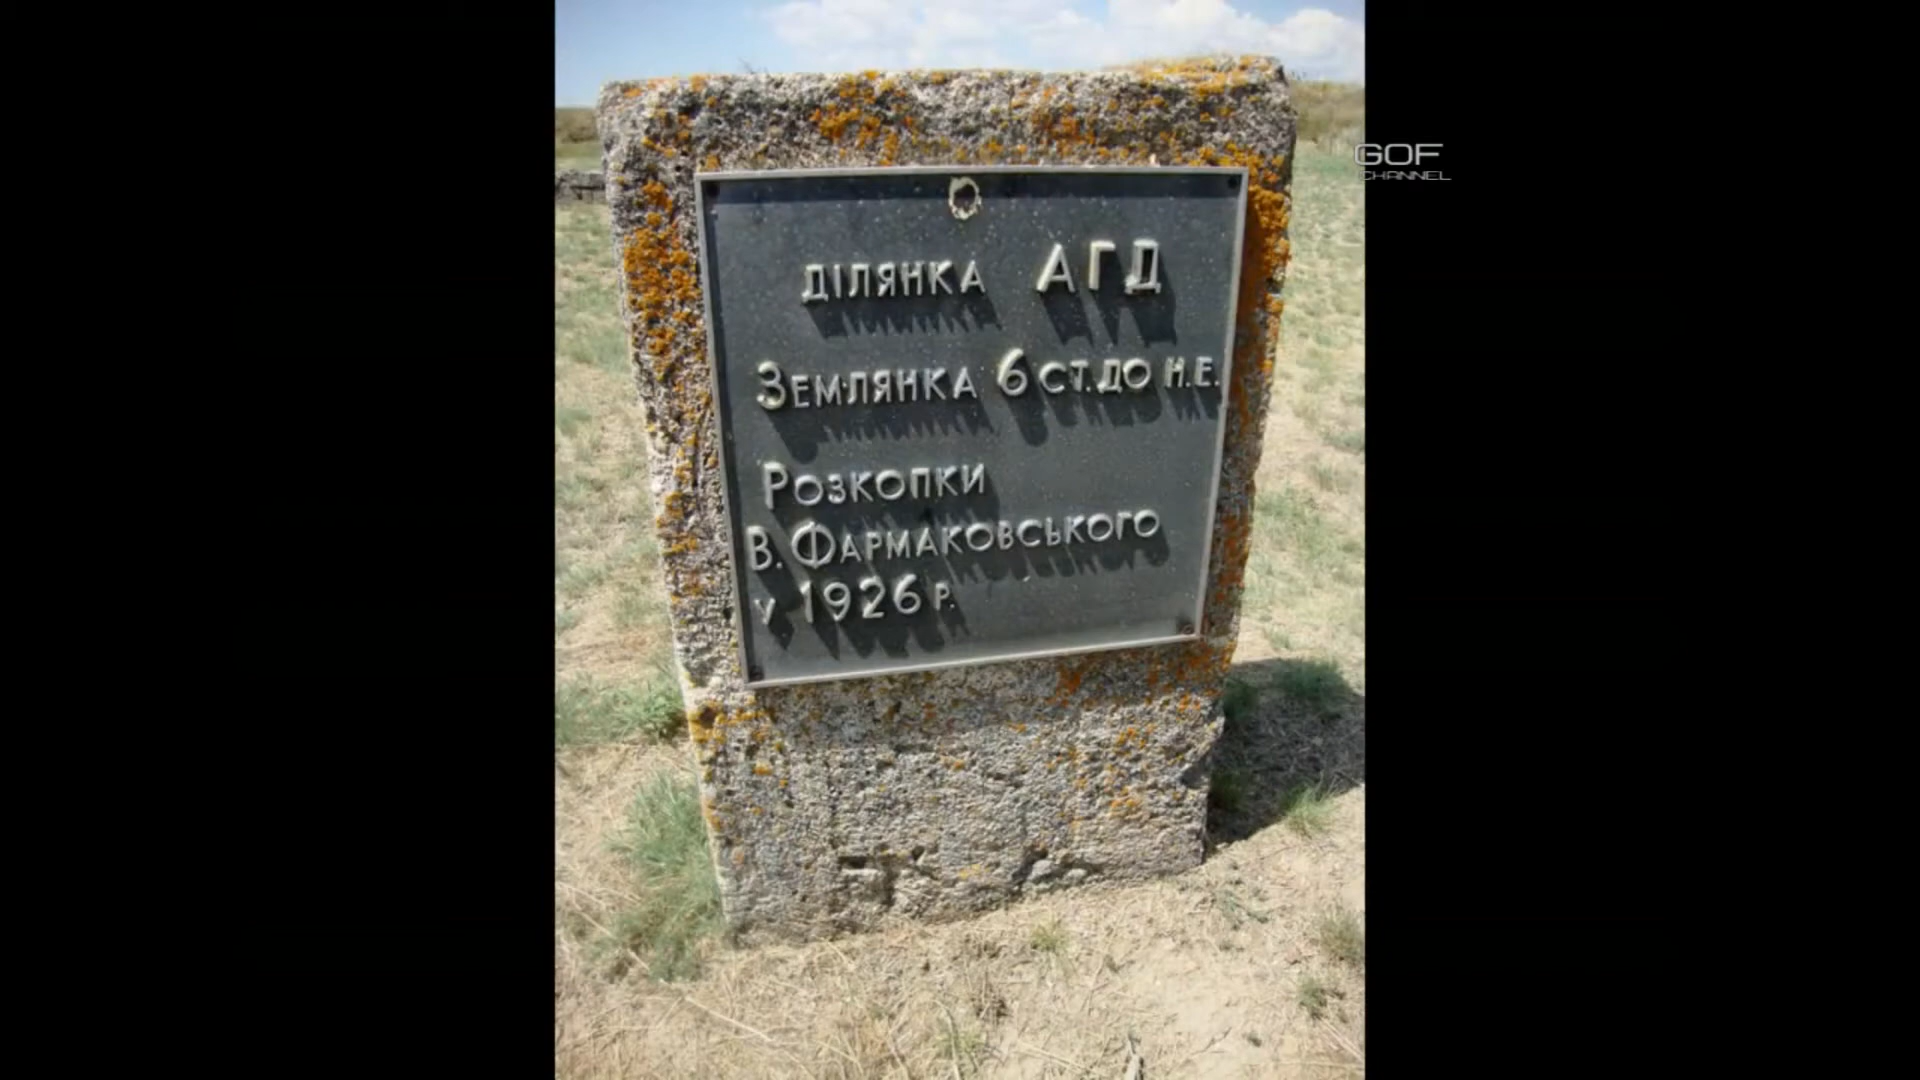 ДІЛЯНКА АГД
ЗЕМЛЯНКА 6 СТ. ДО Н.Е.
РОЗКОПКИ
В. ФАРМАКОВСЬКОГО
У 1926 Р.
GOF
CHANNEL